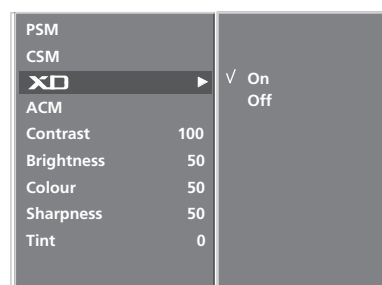 PSM
CSM
XD
√ On
Off
ACM
Contrast 100
Brightness 50
Colour 50
Sharpness 50
Tint 0